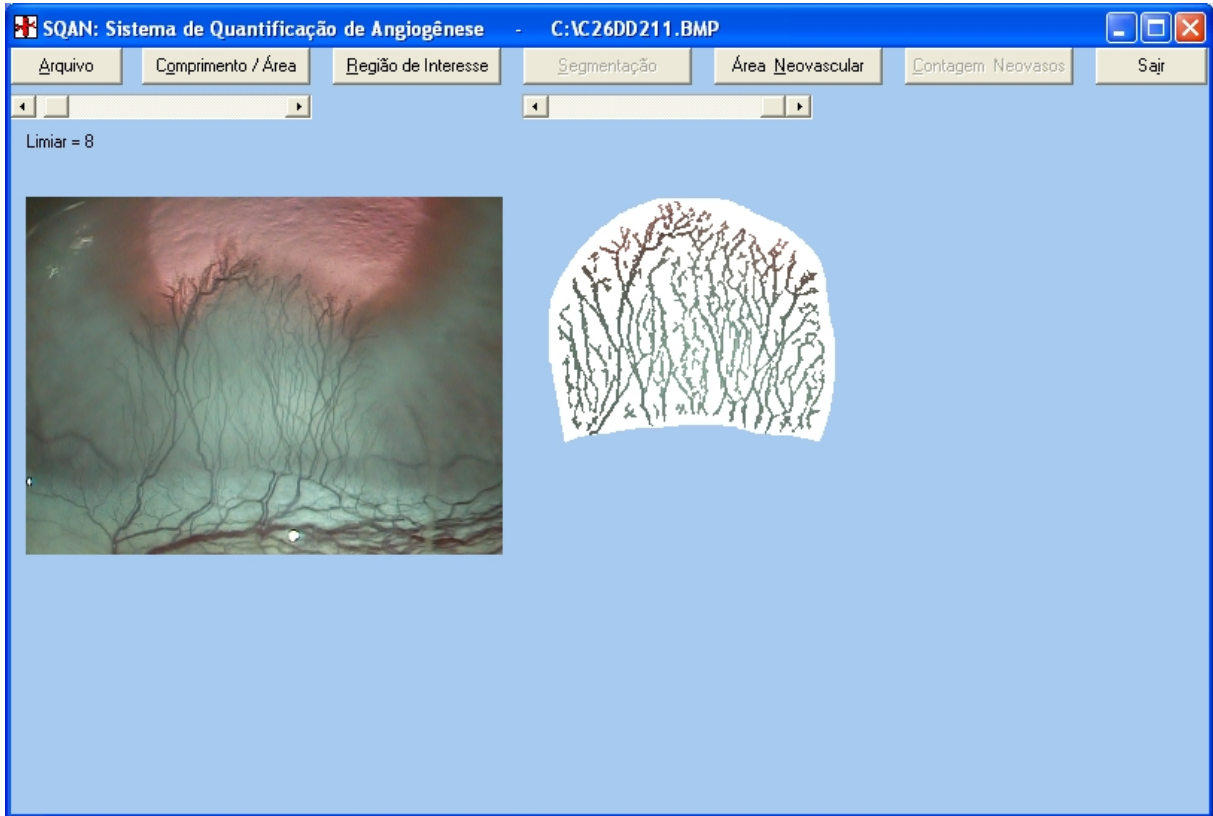 SQAN: Sistema de Quantificação de Angiogênese - C:\C26DD211.BMP
Arquivo Comprimento / Área Região de Interesse Segmentação Área Neovascular Contagem Neovasos Sair
Limiar = 8